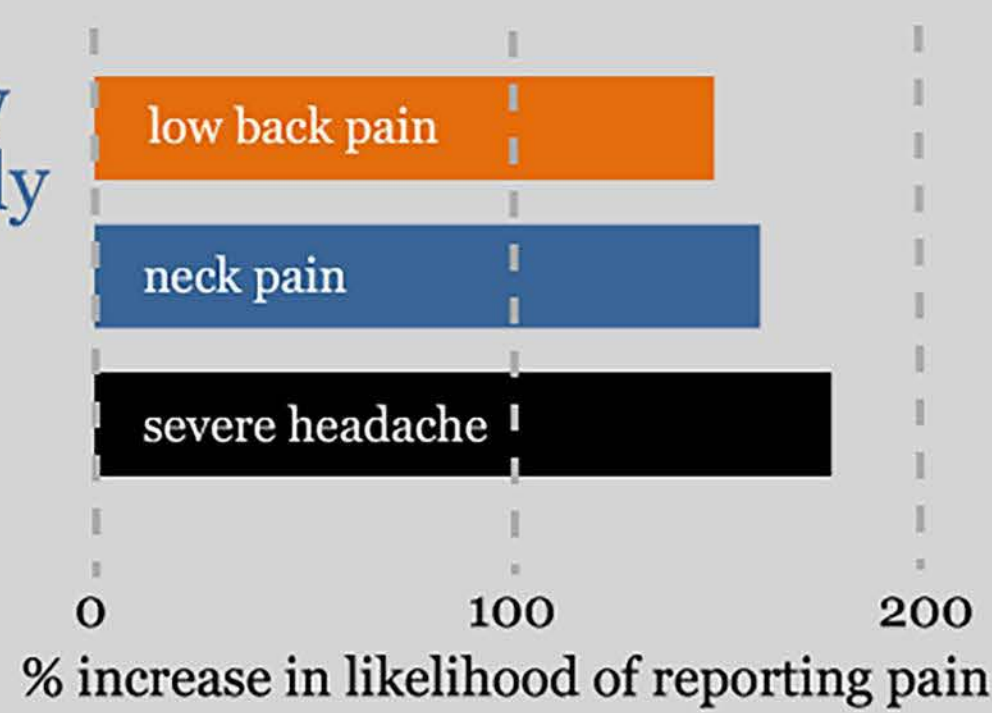 low back pain
neck pain
severe headache
0 100 200
% increase in likelihood of reporting pain